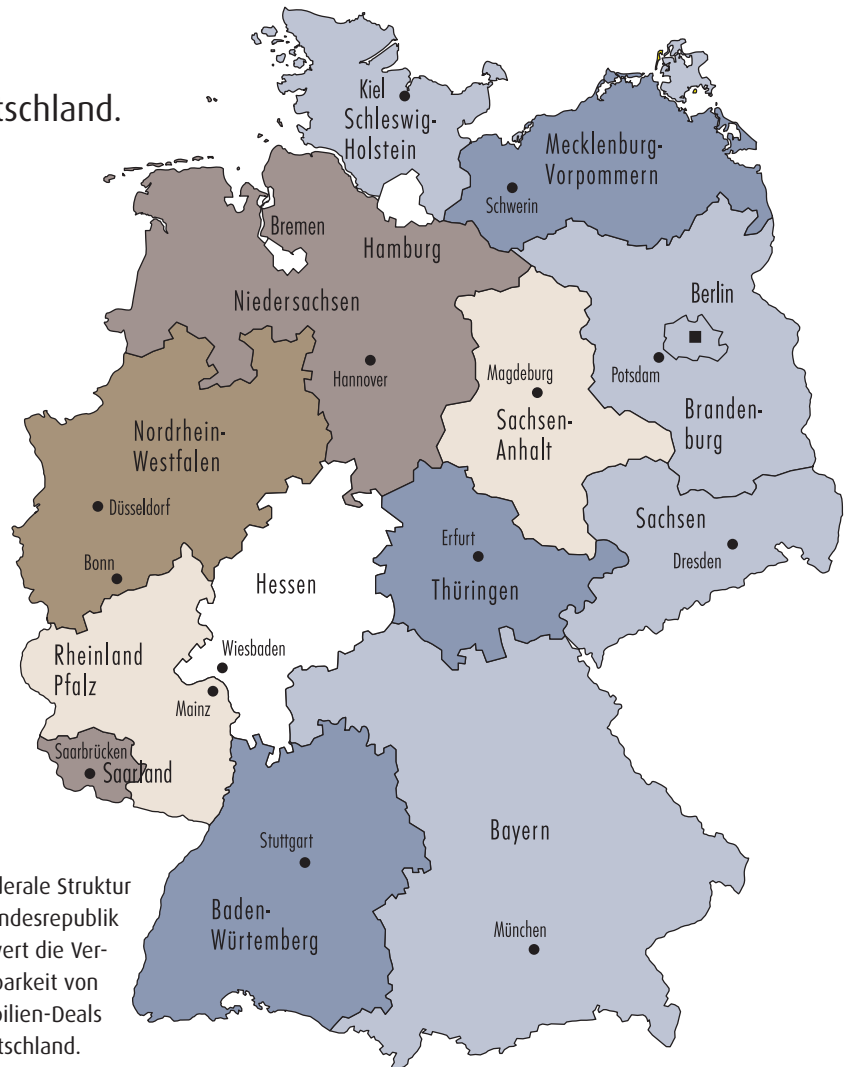 tschland.
Kiel
Schleswig-
Holstein
Mecklenburg-
Vorpommern
Schwerin
Bremen
Hamburg
Niedersachsen
Berlin
Hannover
Magdeburg
Potsdam
Sachsen-
Anhalt
Branden-
burg
Nordrhein-
Westfalen
Düsseldorf
Sachsen
Bonn
Erfurt
Dresden
Hessen
Thüringen
Rheinland
Pfalz
Wiesbaden
Mainz
Saarbrücken
Saarland
Bayern
Stuttgart
Baden-
Würtemberg
München
derale Struktur
ndesrepublik
vert die Ver-
barkeit von
bilien-Deals
tschland.